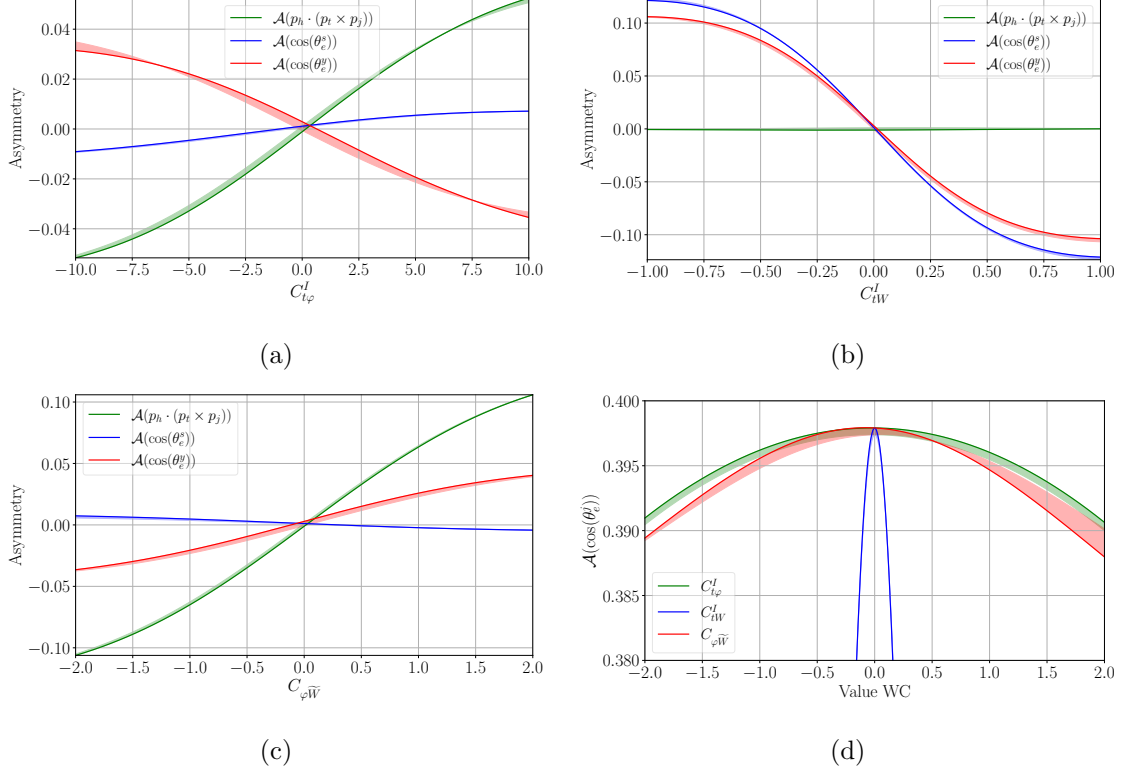 0.04
0.02
0.00
−0.02
−0.04
Asymmetry
𝒜(p_h · (p_t × p_j))
𝒜(cos(θ_e^s))
𝒜(cos(θ_e^y))
−10.0 −7.5 −5.0 −2.5 0.0 2.5 5.0 7.5 10.0
C_{tφ}^I
(a)
0.10
0.05
0.00
−0.05
−0.10
Asymmetry
𝒜(p_h · (p_t × p_j))
𝒜(cos(θ_e^s))
𝒜(cos(θ_e^y))
−1.00 −0.75 −0.50 −0.25 0.00 0.25 0.50 0.75 1.00
C_{tW}^I
(b)
0.10
0.05
0.00
−0.05
−0.10
Asymmetry
𝒜(p_h · (p_t × p_j))
𝒜(cos(θ_e^s))
𝒜(cos(θ_e^y))
−2.0 −1.5 −1.0 −0.5 0.0 0.5 1.0 1.5 2.0
C_{φW̃}
(c)
0.400
0.395
0.390
0.385
0.380
𝒜(cos(θ_e^j))
C_{tφ}^I
C_{tW}^I
C_{φW̃}
−2.0 −1.5 −1.0 −0.5 0.0 0.5 1.0 1.5 2.0
Value WC
(d)